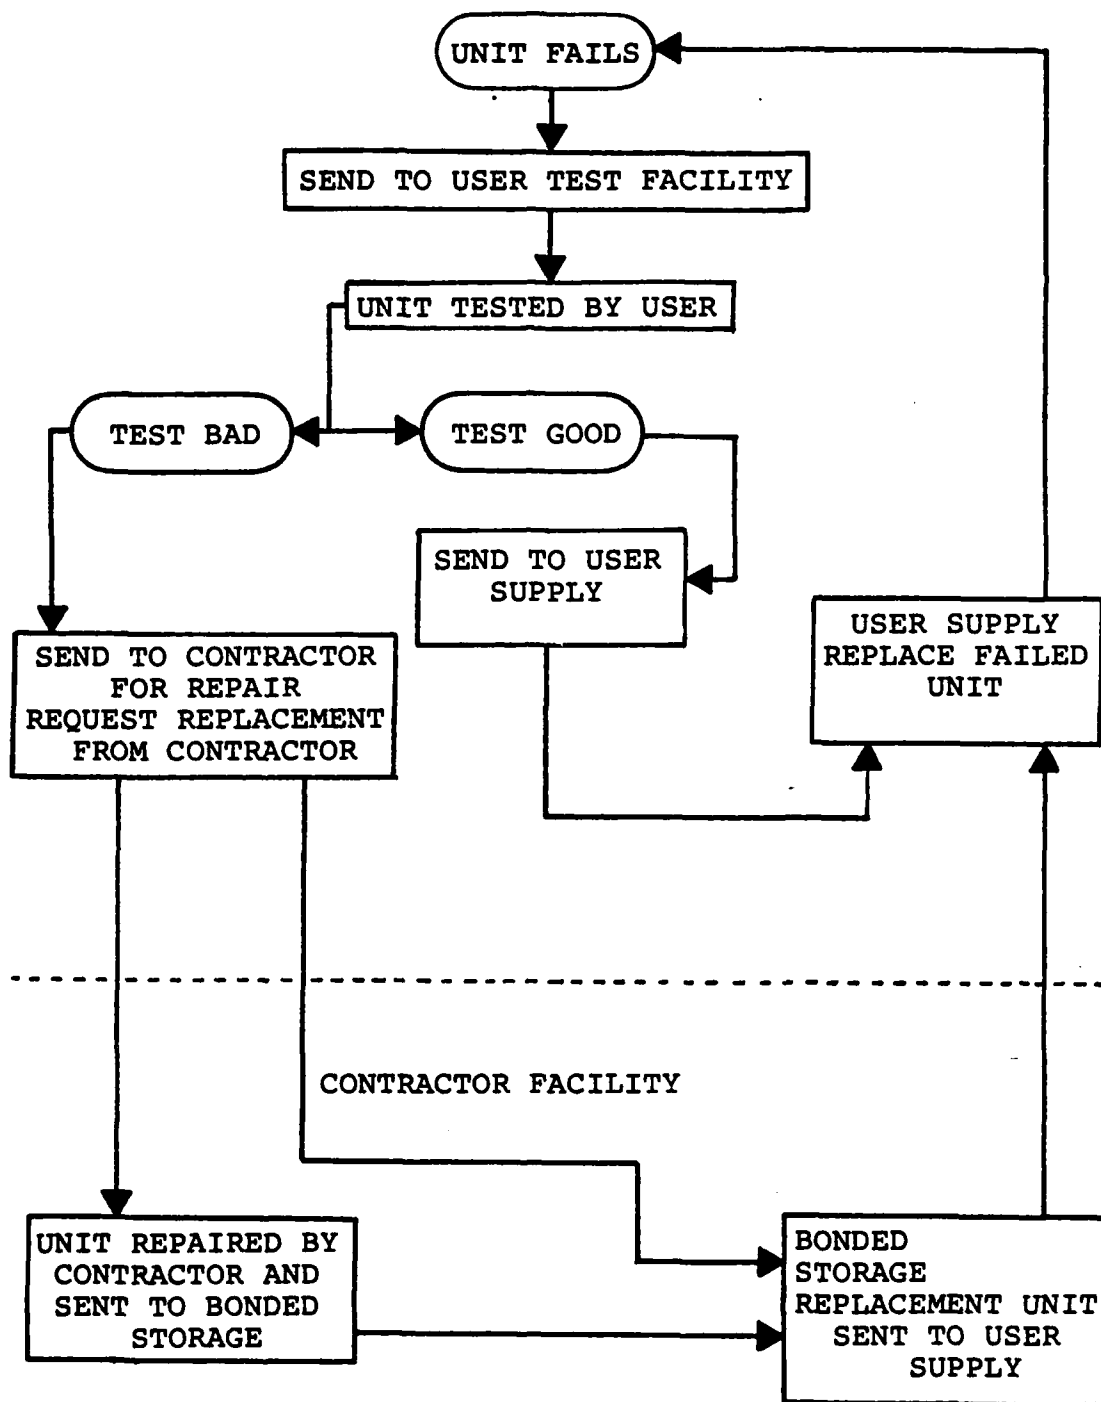 UNIT FAILS
SEND TO USER TEST FACILITY
UNIT TESTED BY USER
TEST BAD
TEST GOOD
SEND TO USER
SUPPLY
USER SUPPLY
REPLACE FAILED
UNIT
SEND TO CONTRACTOR
FOR REPAIR
REQUEST REPLACEMENT
FROM CONTRACTOR
CONTRACTOR FACILITY
UNIT REPAIRED BY
CONTRACTOR AND
SENT TO BONDED
STORAGE
BONDED
STORAGE
REPLACEMENT UNIT
SENT TO USER
SUPPLY